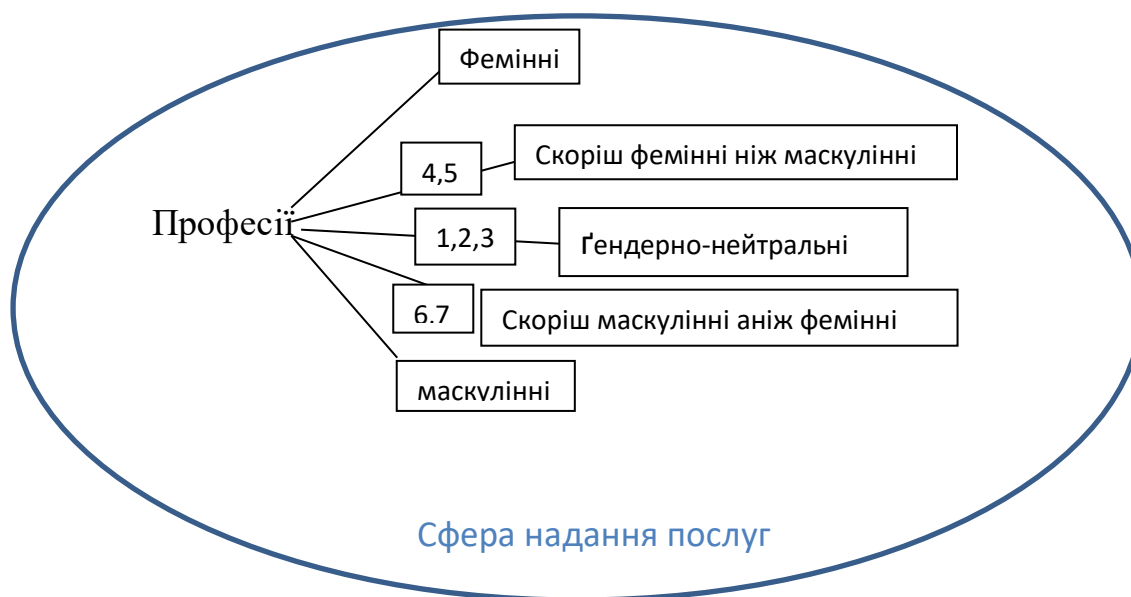 Фемінні
4,5
Скоріш фемінні ніж маскулінні
Професії
1,2,3
Ґендерно-нейтральні
6,7
Скоріш маскулінні аніж фемінні
маскулінні
Сфера надання послуг